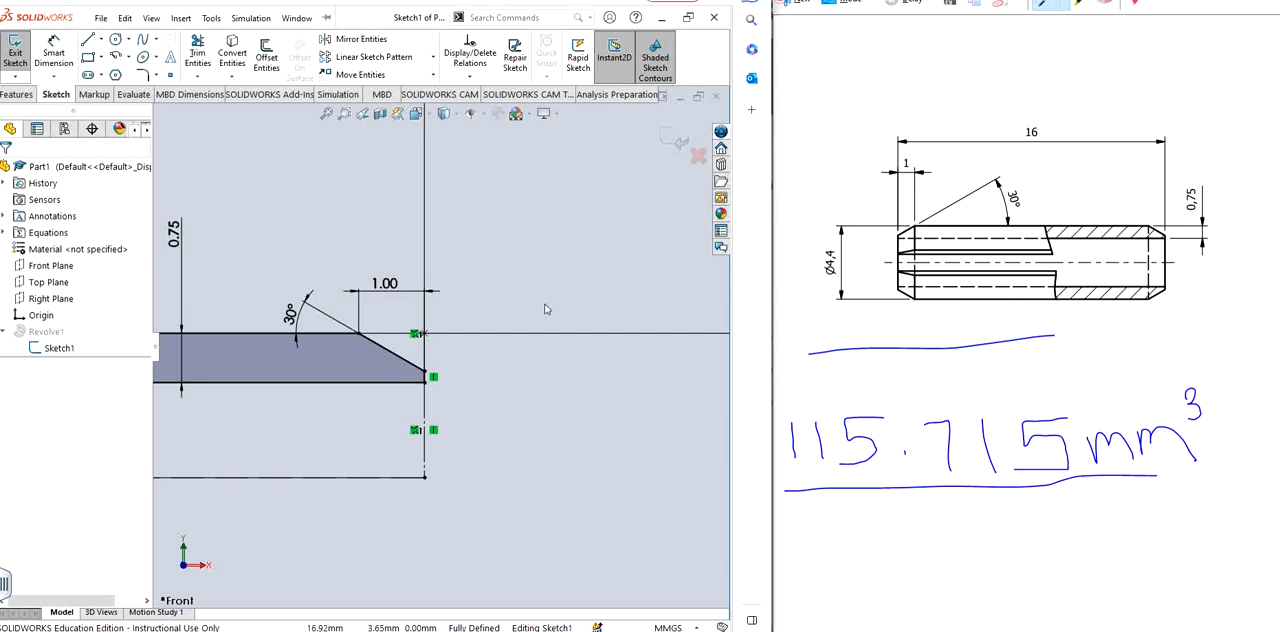 SOLIDWORKS File Edit View Insert Tools Simulation Window Sketch1 of P... Search Commands
Exit Sketch
Smart Dimension
Trim Entities
Convert Entities
Offset Entities
Offset On Surface
Mirror Entities
Linear Sketch Pattern
Move Entities
Display/Delete Relations
Repair Sketch
Quick Snaps
Rapid Sketch
Instant2D
Shaded Sketch Contours
Features Sketch Markup Evaluate MBD Dimensions SOLIDWORKS Add-Ins Simulation MBD SOLIDWORKS CAM SOLIDWORKS CAM T... Analysis Preparation
Part1 (Default<<Default>_Disp
History
Sensors
Annotations
Equations
Material <not specified>
Front Plane
Top Plane
Right Plane
Origin
Revolve1
Sketch1
0.75
1.00
30°
Y
X
*Front
Model 3D Views Motion Study 1
SOLIDWORKS Education Edition - Instructional Use Only 16.92mm 3.65mm 0.00mm Fully Defined Editing Sketch1 MMGS
16
1
30°
0,75
Ø4,4
115.715mm³